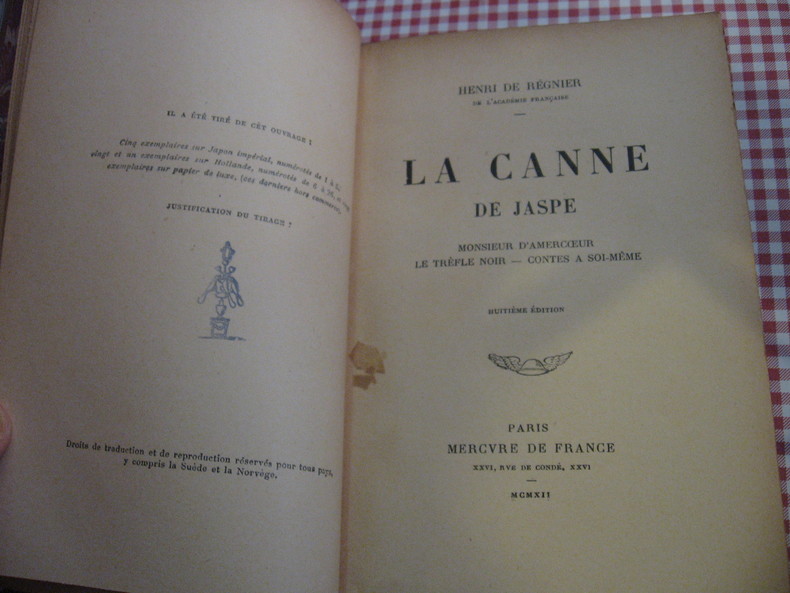 IL A ÉTÉ TIRÉ DE CET OUVRAGE :
Cinq exemplaires sur Japon impérial, numérotés de 1 à 5,
vingt et un exemplaires sur Hollande, numérotés de 6 à
exemplaires sur papier de luxe, (ces derniers hors commerce).
JUSTIFICATION DU TIRAGE :
Droits de traduction et de reproduction réservés pour tous pays,
y compris la Suède et la Norvège.
HENRI DE RÉGNIER
DE L'ACADÉMIE FRANÇAISE
LA CANNE
DE JASPE
MONSIEUR D'AMERCŒUR
LE TRÈFLE NOIR — CONTES A SOI-MÊME
HUITIÈME ÉDITION
PARIS
MERCVRE DE FRANCE
XXVI, RVE DE CONDÉ, XXVI
MCMXII